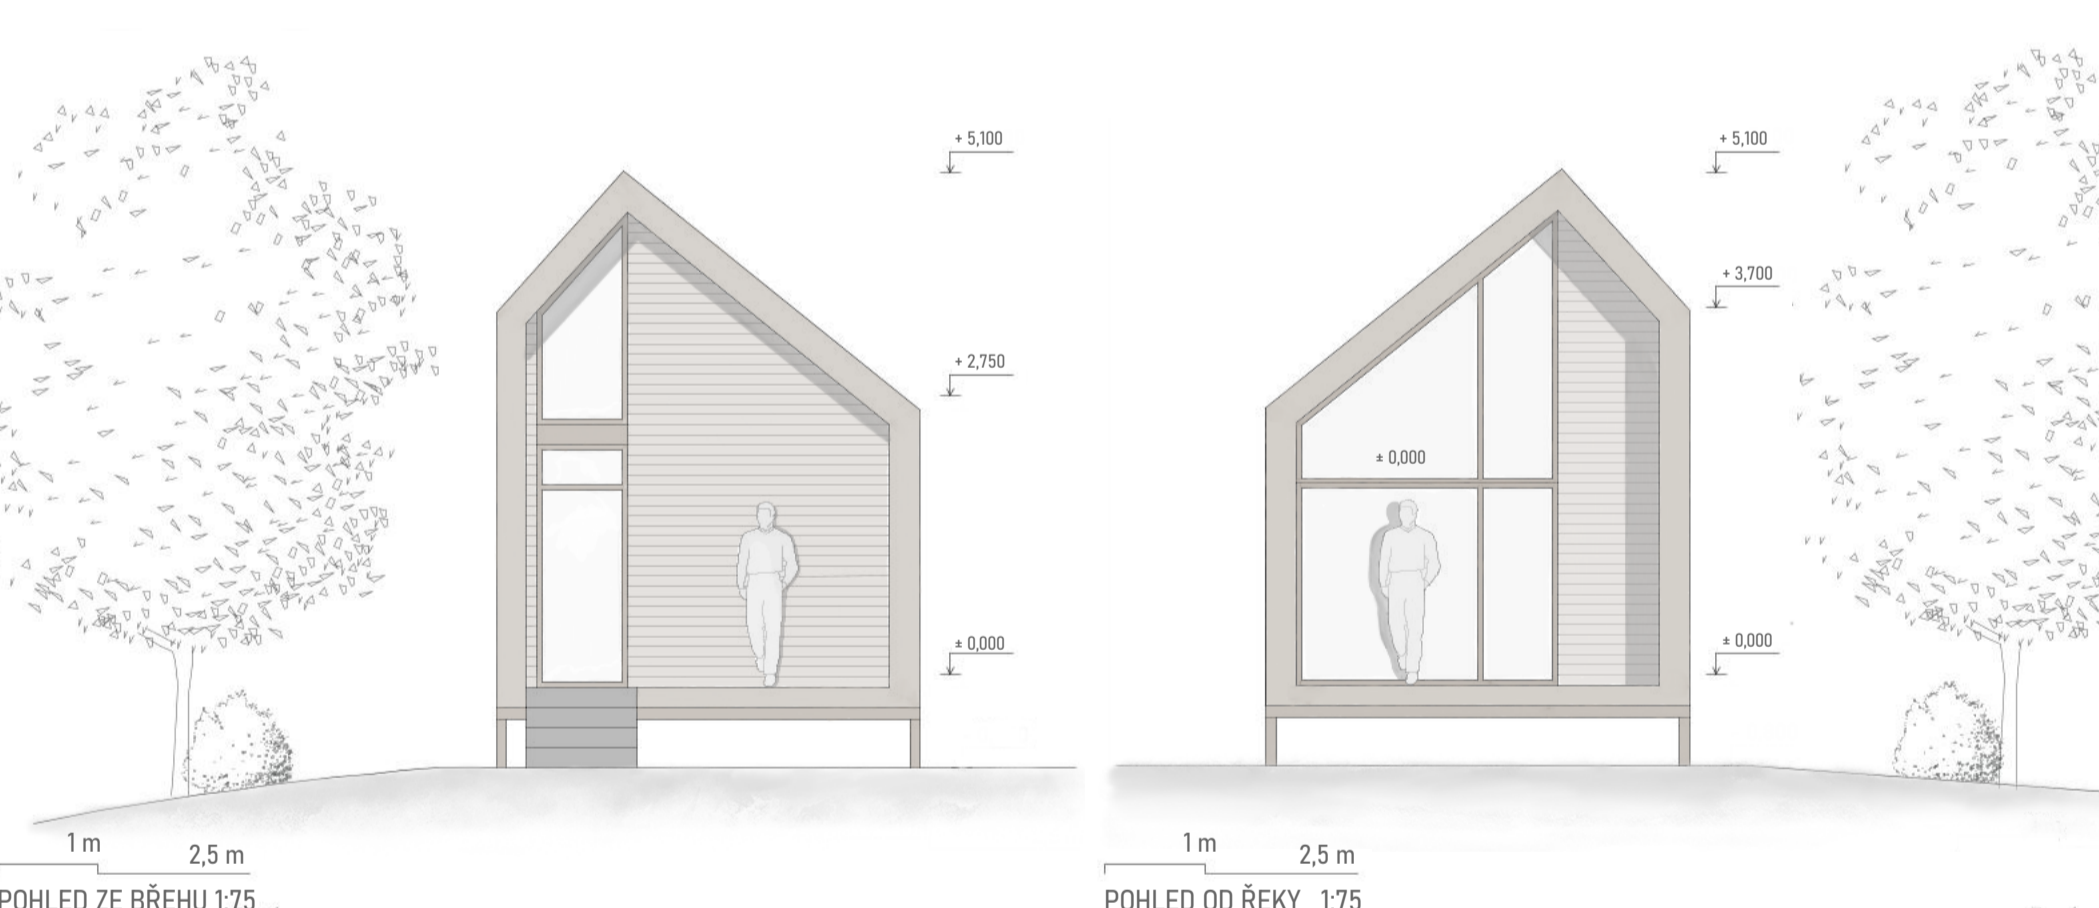 + 5,100
+ 2,750
± 0,000
1 m
2,5 m
POHLED ZE BŘEHU 1:75
+ 5,100
+ 3,700
± 0,000
± 0,000
1 m
2,5 m
POHLED OD ŘEKY 1:75